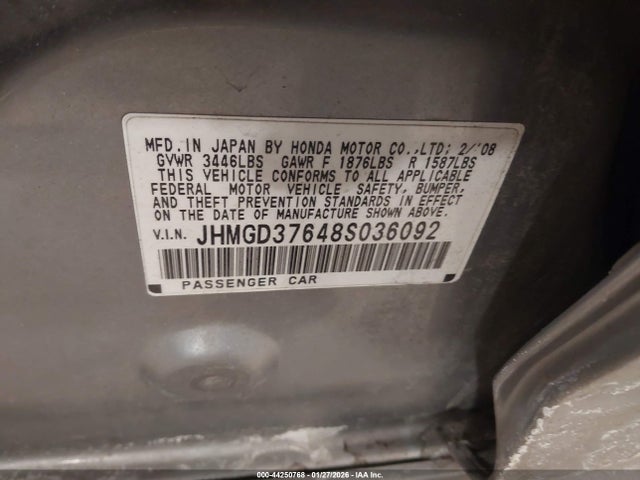 MFD. IN JAPAN BY HONDA MOTOR CO.,LTD; 2/'08
GVWR 3446LBS GAWR F 1876LBS R 1587LBS
THIS VEHICLE CONFORMS TO ALL APPLICABLE
FEDERAL MOTOR VEHICLE SAFETY, BUMPER,
AND THEFT PREVENTION STANDARDS IN EFFECT
ON THE DATE OF MANUFACTURE SHOWN ABOVE.
V.I.N. JHMGD37648S036092
PASSENGER CAR
000-44250768 - 01/27/2026 - IAA Inc.